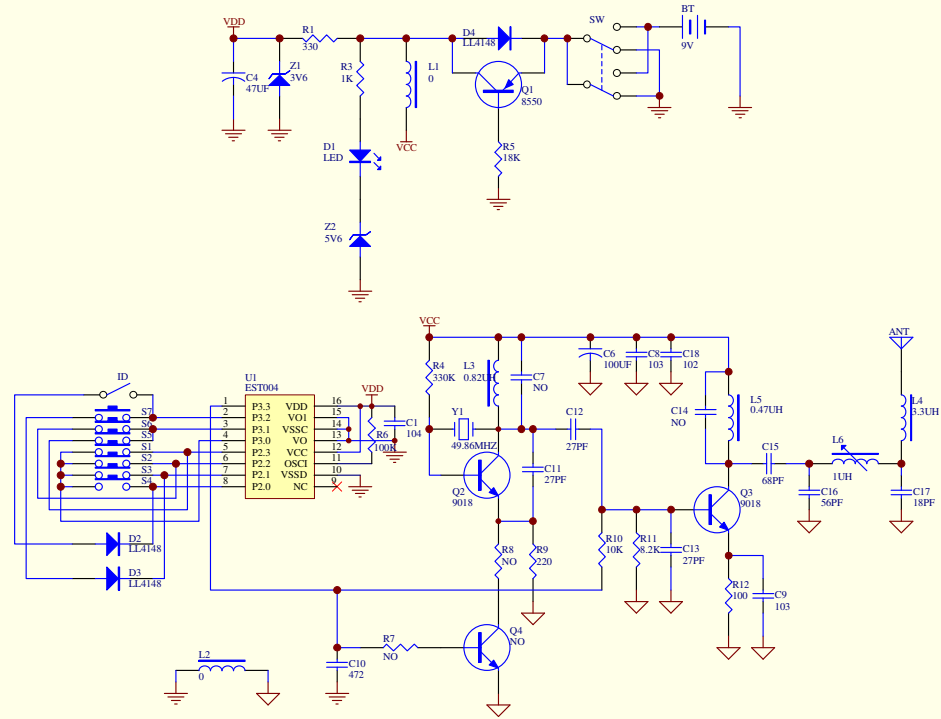 VDD
R1
330
D4
LL4148
SW
BT
9V
C4
47UF
Z1
3V6
R3
1K
L1
0
Q1
8550
VCC
D1
LED
R5
18K
Z2
5V6
VCC
ANT
R4
330K
L3
0.82UH
C7
NO
C6
100UF
C8
103
C18
102
ID
U1
EST004
VDD
S7
S6
S5
S1
S2
S3
S4
1
2
3
4
5
6
7
8
P3.3
P3.2
P3.1
P3.0
P2.3
P2.2
P2.1
P2.0
VDD
VO1
VSSC
VO
VCC
OSCI
VSSD
NC
16
15
14
13
12
11
10
9
R6
100K
C1
104
Y1
49.86MHZ
C12
27PF
C14
NO
L5
0.47UH
L4
3.3UH
L6
1UH
C15
68PF
C16
56PF
C17
18PF
Q2
9018
C11
27PF
Q3
9018
D2
LL4148
D3
LL4148
R8
NO
R9
220
R10
10K
R11
8.2K
C13
27PF
R12
100
C9
103
Q4
NO
R7
NO
C10
472
L2
0